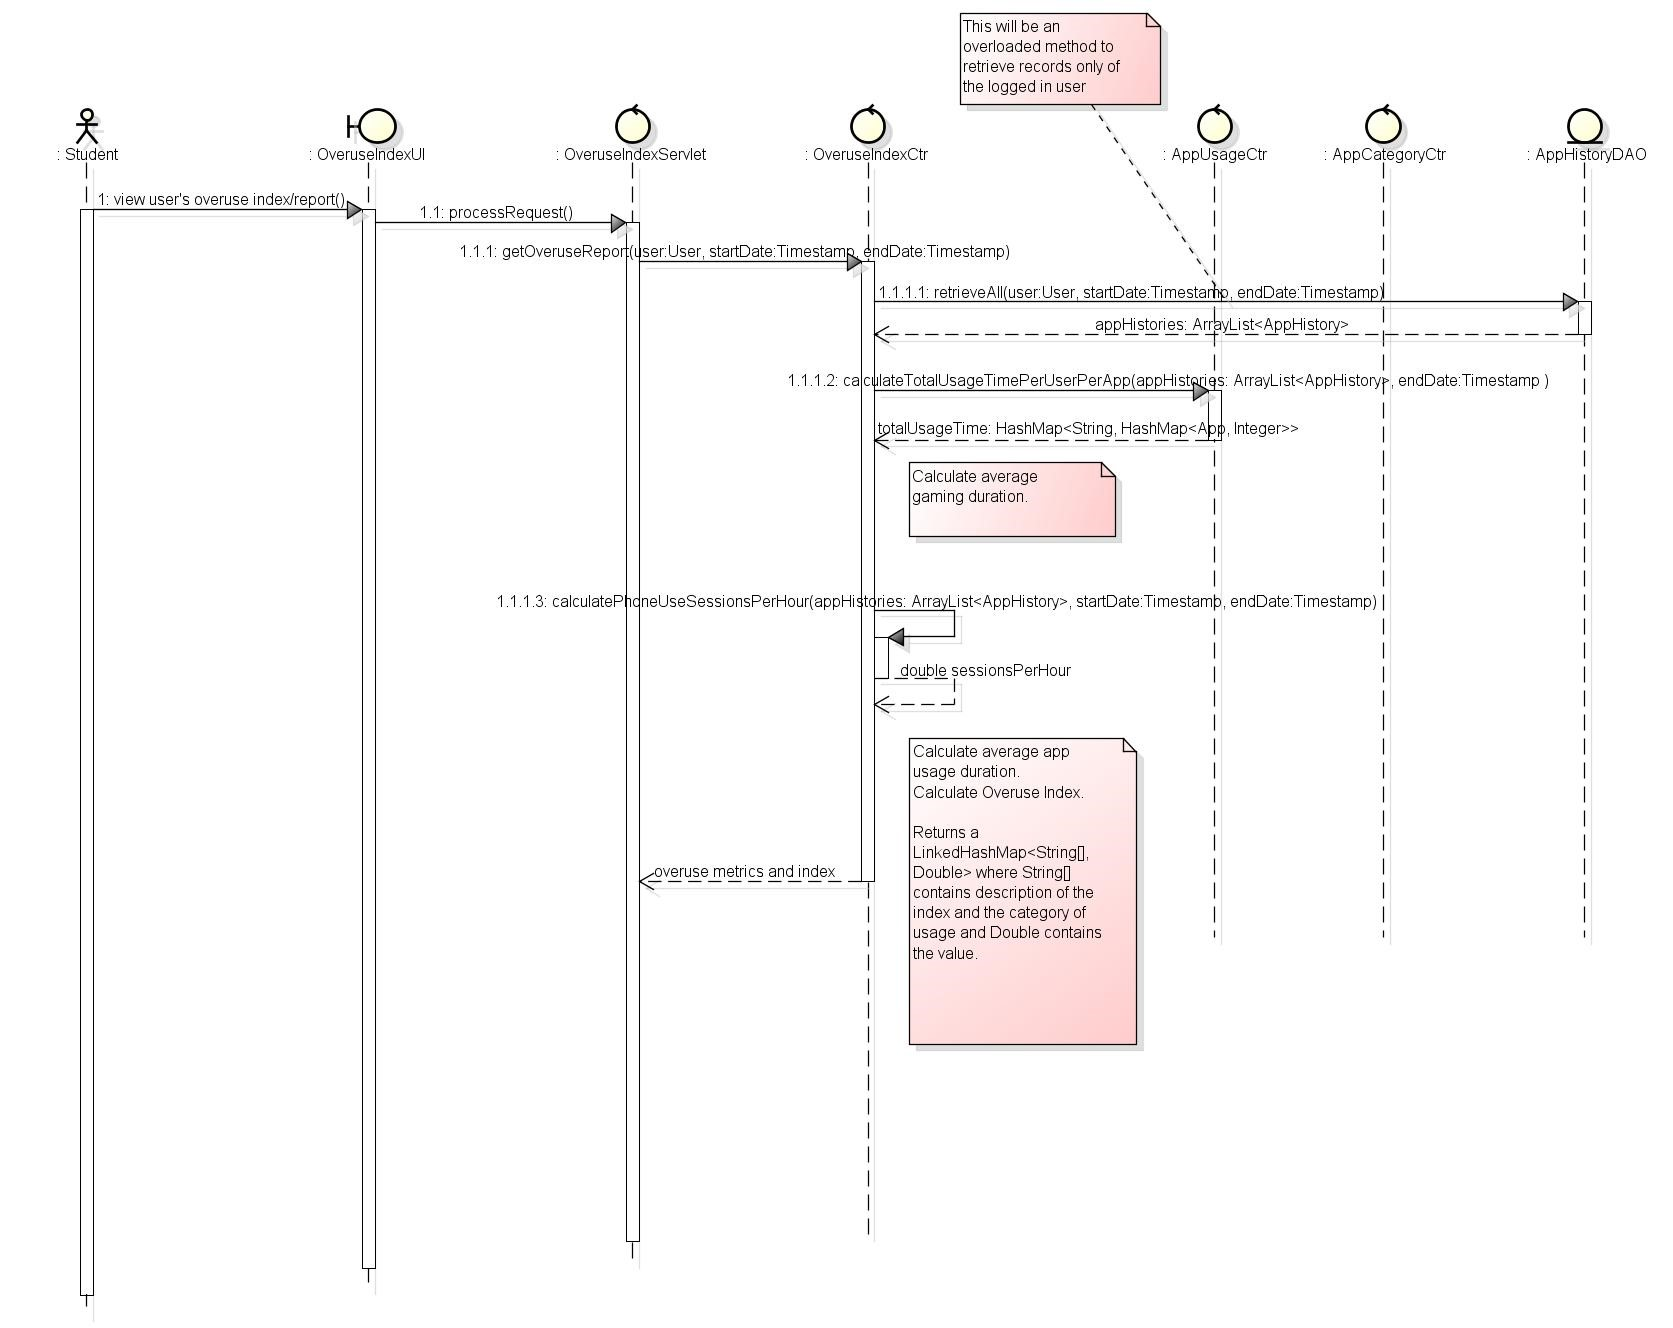 This will be an
overloaded method to
retrieve records only of
the logged in user
: Student
: OveruseIndexUI
: OveruseIndexServlet
: OveruseIndexCtr
: AppUsageCtr
: AppCategoryCtr
: AppHistoryDAO
1: view user's overuse index/report()
1.1: processRequest()
1.1.1: getOveruseReport(user:User, startDate:Timestamp, endDate:Timestamp)
1.1.1.1: retrieveAll(user:User, startDate:Timestamp, endDate:Timestamp)
appHistories: ArrayList<AppHistory>
1.1.1.2: calculateTotalUsageTimePerUserPerApp(appHistories: ArrayList<AppHistory>, endDate:Timestamp )
totalUsageTime: HashMap<String, HashMap<App, Integer>>
Calculate average
gaming duration.
1.1.1.3: calculatePhoneUseSessionsPerHour(appHistories: ArrayList<AppHistory>, startDate:Timestamp, endDate:Timestamp)
double sessionsPerHour
Calculate average app
usage duration.
Calculate Overuse Index.
Returns a
LinkedHashMap<String[],
Double> where String[]
contains description of the
index and the category of
usage and Double contains
the value.
overuse metrics and index